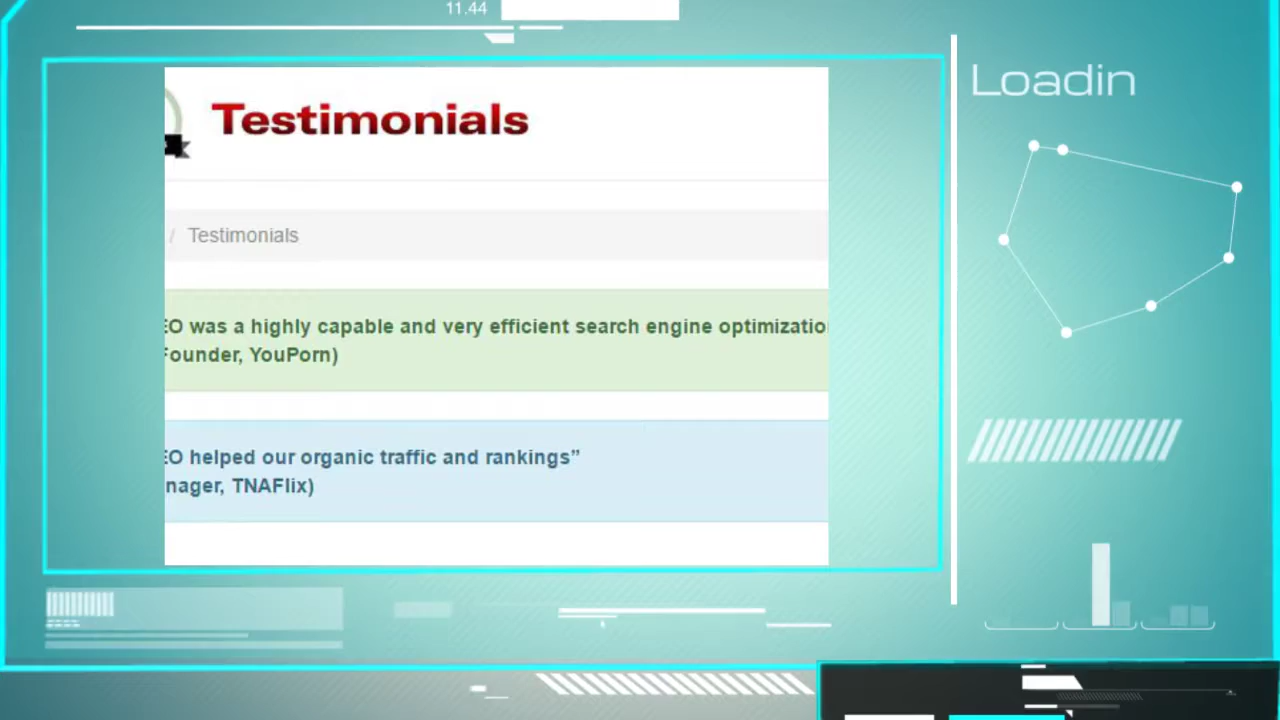 11.44
Loadin
Testimonials
/ Testimonials
EO was a highly capable and very efficient search engine optimization
Founder, YouPorn)
EO helped our organic traffic and rankings”
nager, TNAFlix)